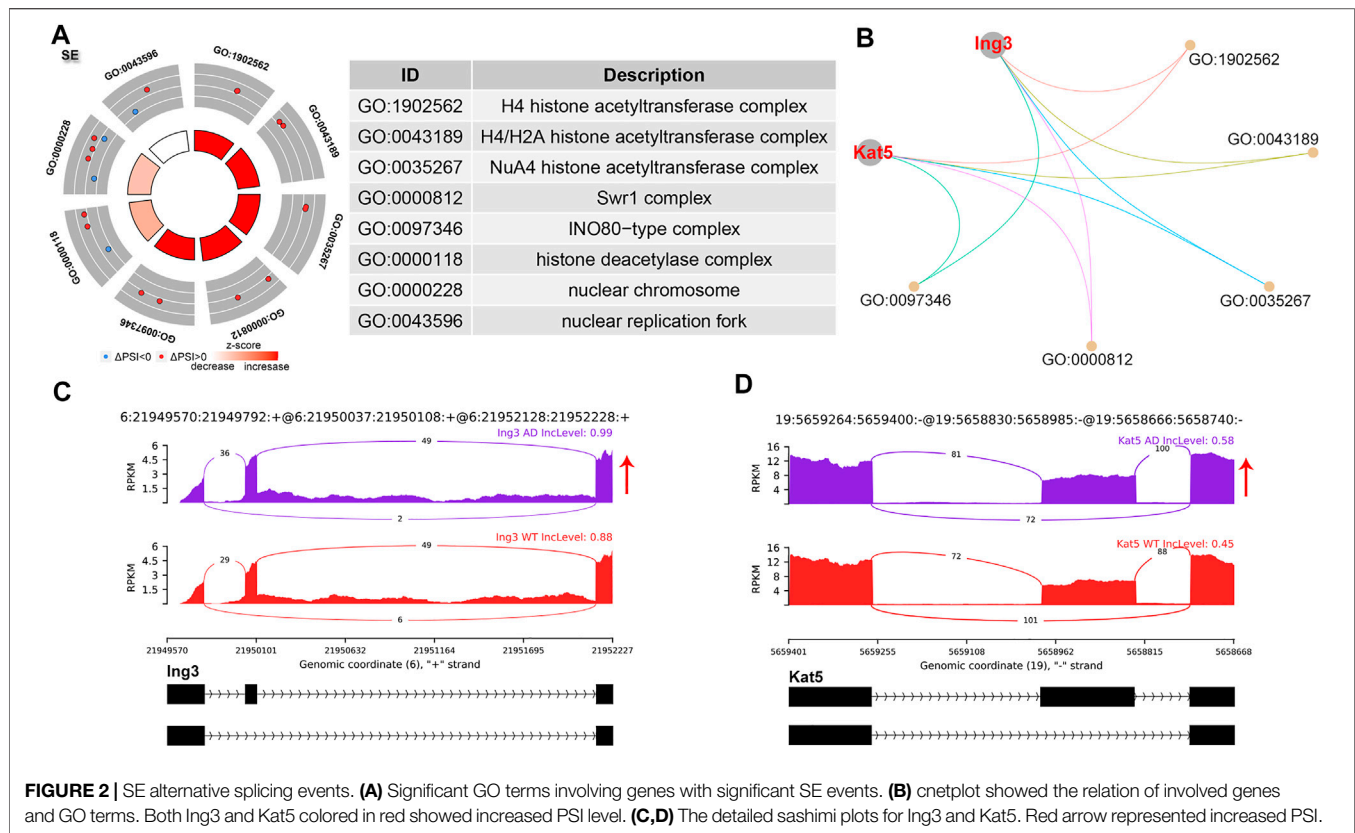 A
SE
GO:0043596
GO:1902562
GO:0043189
GO:0035267
GO:0000812
GO:0097346
GO:0000118
GO:0000228
ΔPSI<0
ΔPSI>0
z-score
decrease
incresase
ID Description
GO:1902562 H4 histone acetyltransferase complex
GO:0043189 H4/H2A histone acetyltransferase complex
GO:0035267 NuA4 histone acetyltransferase complex
GO:0000812 Swr1 complex
GO:0097346 INO80−type complex
GO:0000118 histone deacetylase complex
GO:0000228 nuclear chromosome
GO:0043596 nuclear replication fork
B
Ing3
GO:1902562
GO:0043189
Kat5
GO:0097346
GO:0035267
GO:0000812
C
6:21949570:21949792:+@6:21950037:21950108:+@6:21952128:21952228:+
Ing3 AD IncLevel: 0.99
RPKM
6
4.5
3
1.5
36
49
2
Ing3 WT IncLevel: 0.88
RPKM
6
4.5
3
1.5
29
49
6
21949570 21950101 21950632 21951164 21951695 21952227
Genomic coordinate (6), "+" strand
Ing3
D
19:5659264:5659400:-@19:5658830:5658985:-@19:5658666:5658740:-
Kat5 AD IncLevel: 0.58
RPKM
16
12
8
4
81
100
72
Kat5 WT IncLevel: 0.45
RPKM
16
12
8
4
72
88
101
5659401 5659255 5659108 5658962 5658815 5658668
Genomic coordinate (19), "-" strand
Kat5
FIGURE 2 | SE alternative splicing events. (A) Significant GO terms involving genes with significant SE events. (B) cnetplot showed the relation of involved genes
and GO terms. Both Ing3 and Kat5 colored in red showed increased PSI level. (C,D) The detailed sashimi plots for Ing3 and Kat5. Red arrow represented increased PSI.